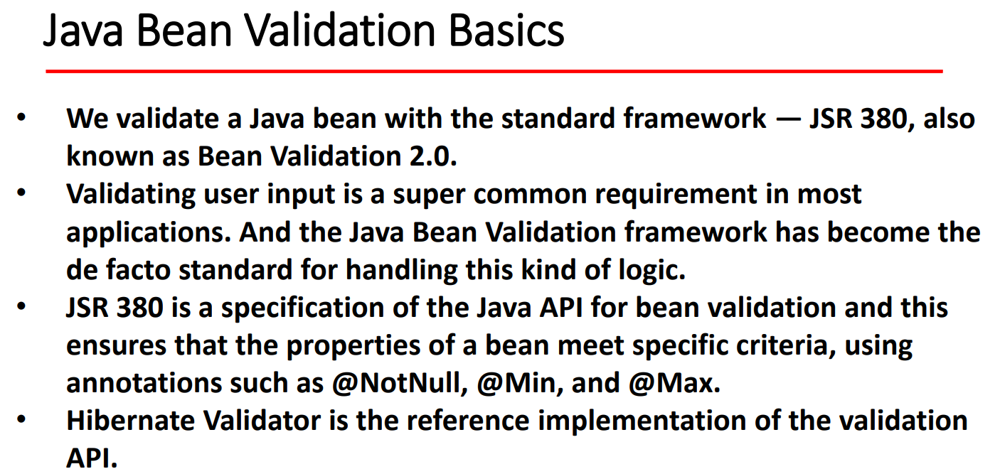 Java Bean Validation Basics
• We validate a Java bean with the standard framework — JSR 380, also
known as Bean Validation 2.0.
• Validating user input is a super common requirement in most
applications. And the Java Bean Validation framework has become the
de facto standard for handling this kind of logic.
• JSR 380 is a specification of the Java API for bean validation and this
ensures that the properties of a bean meet specific criteria, using
annotations such as @NotNull, @Min, and @Max.
• Hibernate Validator is the reference implementation of the validation
API.